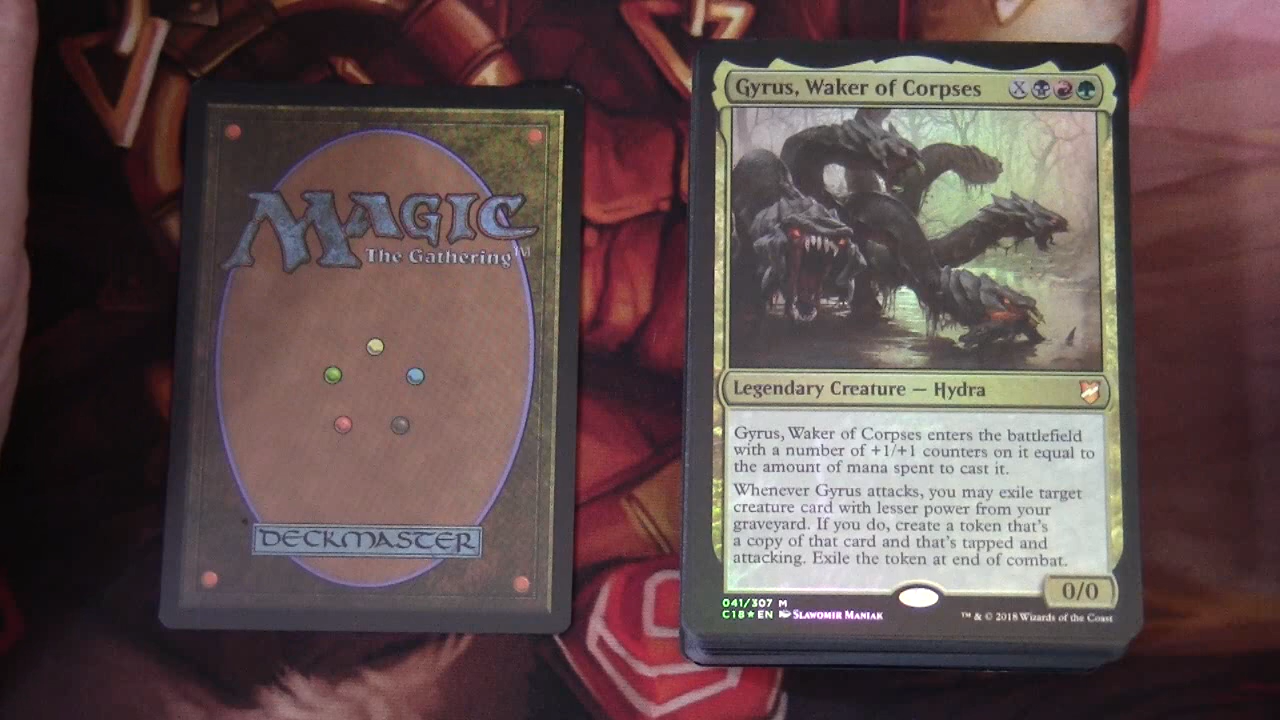 MAGIC
The Gathering™
DECKMASTER
Gyrus, Waker of Corpses X
Legendary Creature — Hydra
Gyrus, Waker of Corpses enters the battlefield
with a number of +1/+1 counters on it equal to
the amount of mana spent to cast it.
Whenever Gyrus attacks, you may exile target
creature card with lesser power from your
graveyard. If you do, create a token that's
a copy of that card and that's tapped and
attacking. Exile the token at end of combat.
0/0
041/307 M
C18★EN Slawomir Maniak
™ & © 2018 Wizards of the Coast